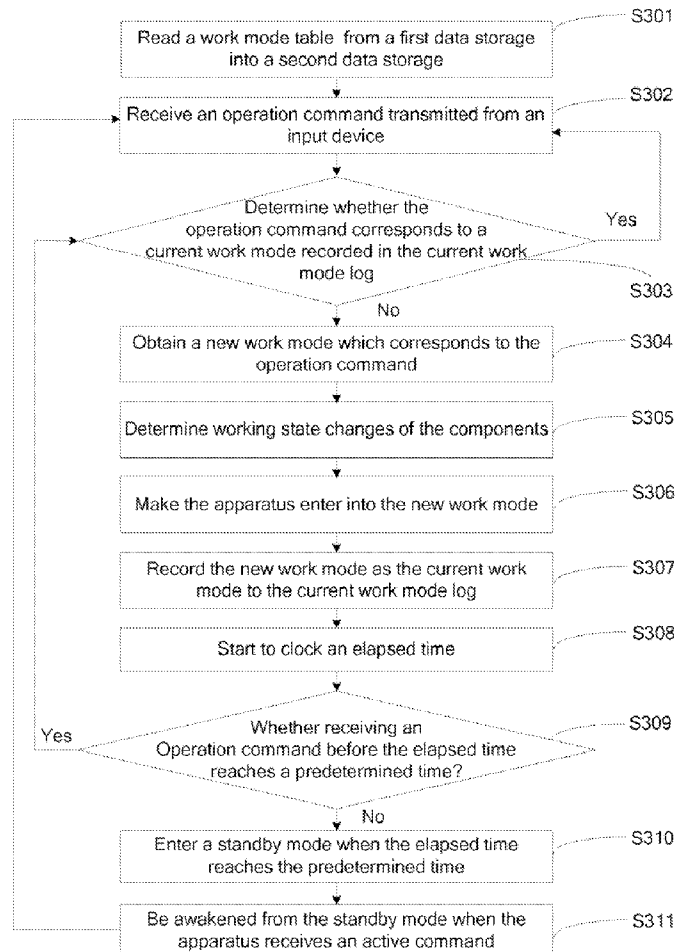 S301
Read a work mode table from a first data storage
into a second data storage
S302
Receive an operation command transmitted from an
input device
Determine whether the
operation command corresponds to a
current work mode recorded in the current work
mode log
Yes
S303
No
Obtain a new work mode which corresponds to the
operation command
S304
Determine working state changes of the components
S305
Make the apparatus enter into the new work mode
S306
Record the new work mode as the current work
mode to the current work mode log
S307
Start to clock an elapsed time
S308
Whether receiving an
Operation command before the elapsed time
reaches a predetermined time?
S309
Yes
No
Enter a standby mode when the elapsed time
reaches the predetermined time
S310
Be awakened from the standby mode when the
apparatus receives an active command
S311